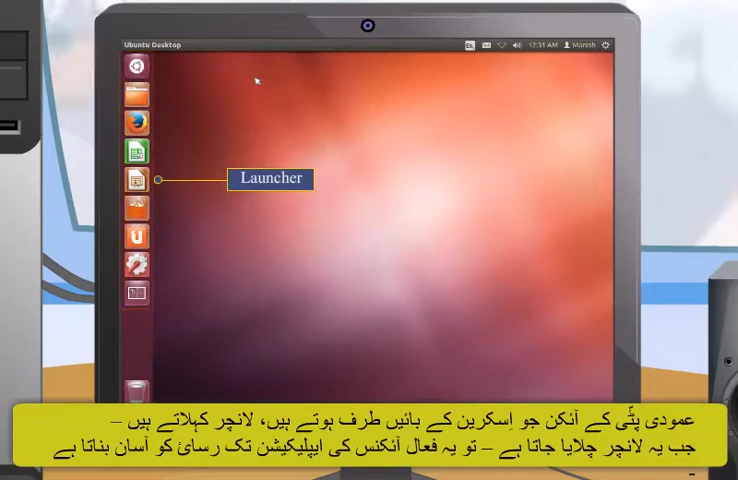 Ubuntu Desktop
En 12:31 AM Manish
Launcher
عمودی پٹّی کے آئکن جو اِسکرین کے بائیں طرف ہوتے ہیں، لانچر کہلاتے ہیں –
جب یہ لانچر چلایا جاتا ہے – تو یہ فعال آئکنس کی ایپلیکیشن تک رسائ کو آسان بناتا ہے
-